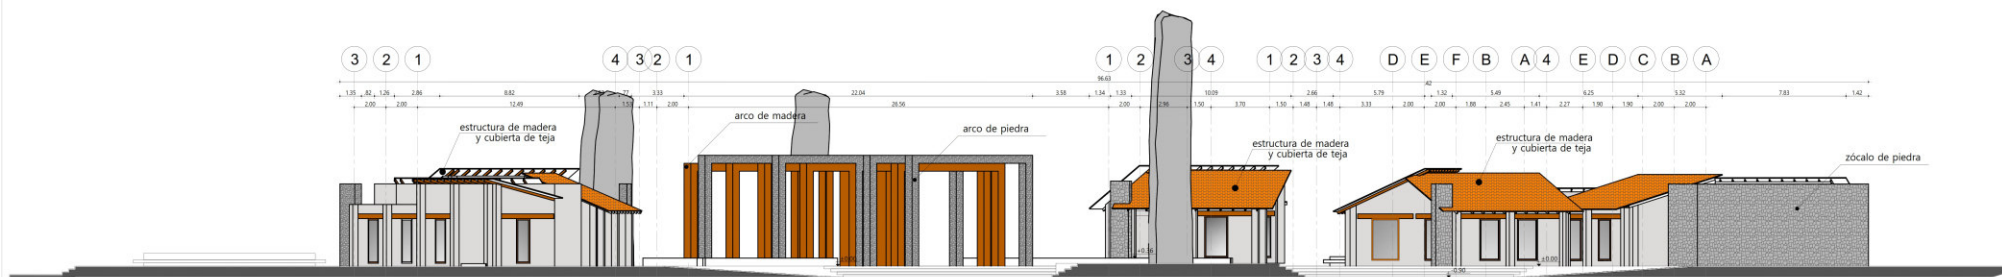 3 2 1 4 3 2 1 1 2 3 4 1 2 3 4 D E F B A 4 E D C B A
96.63 .42
1.35 .82 1.26 2.86 8.82 .77 3.33 22.04 3.58 1.34 1.33 10.09 2.66 5.79 1.32 5.49 6.25 5.32 7.83 1.42
2.00 2.00 12.49 1.11 2.00 26.56 2.00 2.96 1.50 3.70 1.50 1.48 1.48 3.33 2.00 2.00 1.88 2.45 1.41 2.27 1.90 1.90 2.00 2.00
estructura de madera
y cubierta de teja
arco de madera
arco de piedra
estructura de madera
y cubierta de teja
estructura de madera
y cubierta de teja
zócalo de piedra
±0.00
±0.00
-0.90